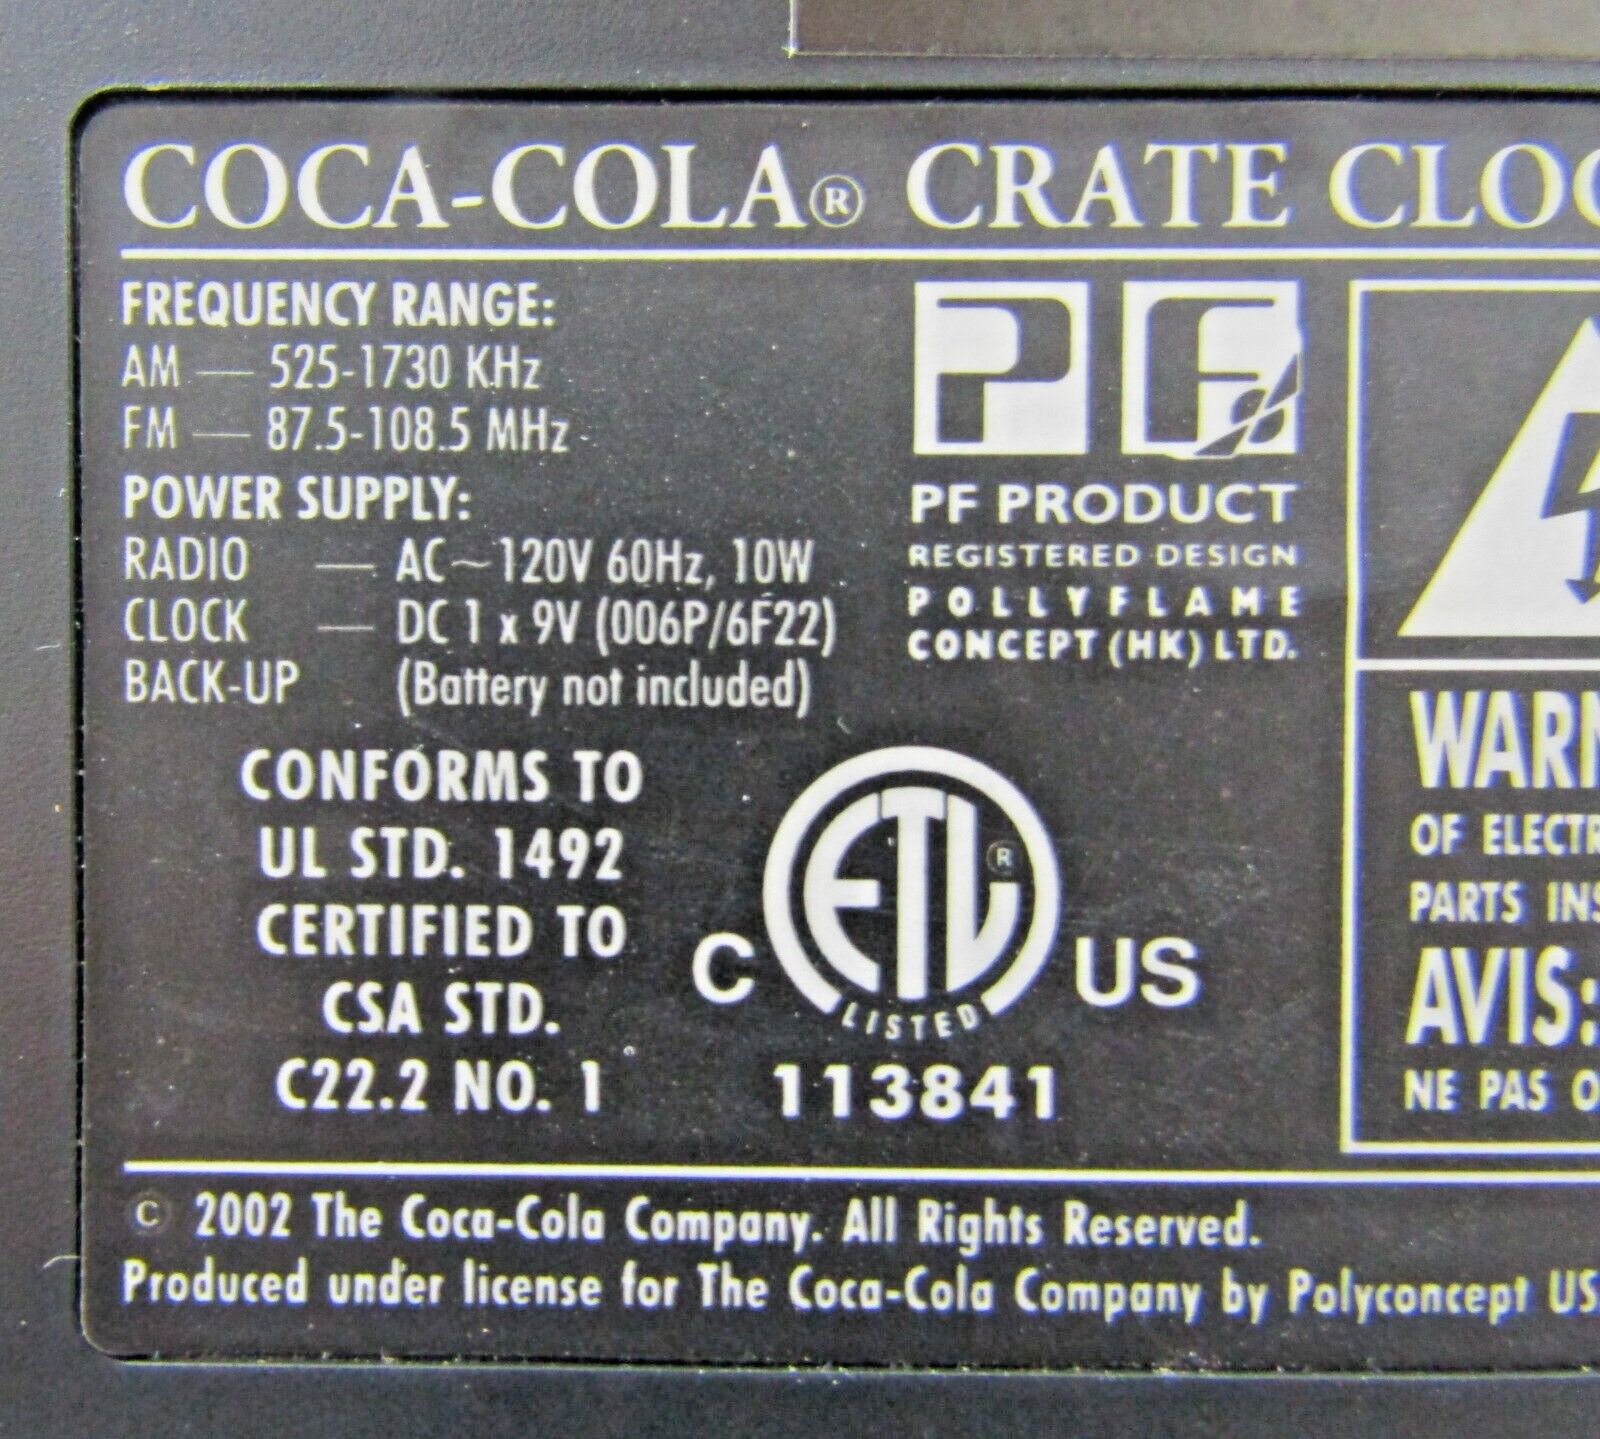 COCA-COLA® CRATE CLOC
FREQUENCY RANGE:
AM — 525-1730 KHz
FM — 87.5-108.5 MHz
POWER SUPPLY:
RADIO — AC~120V 60Hz, 10W
CLOCK — DC 1 x 9V (006P/6F22)
BACK-UP (Battery not included)
CONFORMS TO
UL STD. 1492
CERTIFIED TO
CSA STD.
C22.2 NO. 1
PF
PF PRODUCT
REGISTERED DESIGN
POLLYFLAME
CONCEPT (HK) LTD.
C ETL® US
LISTED
113841
WARN
OF ELECTR
PARTS INS
AVIS:
NE PAS O
© 2002 The Coca-Cola Company. All Rights Reserved.
Produced under license for The Coca-Cola Company by Polyconcept US